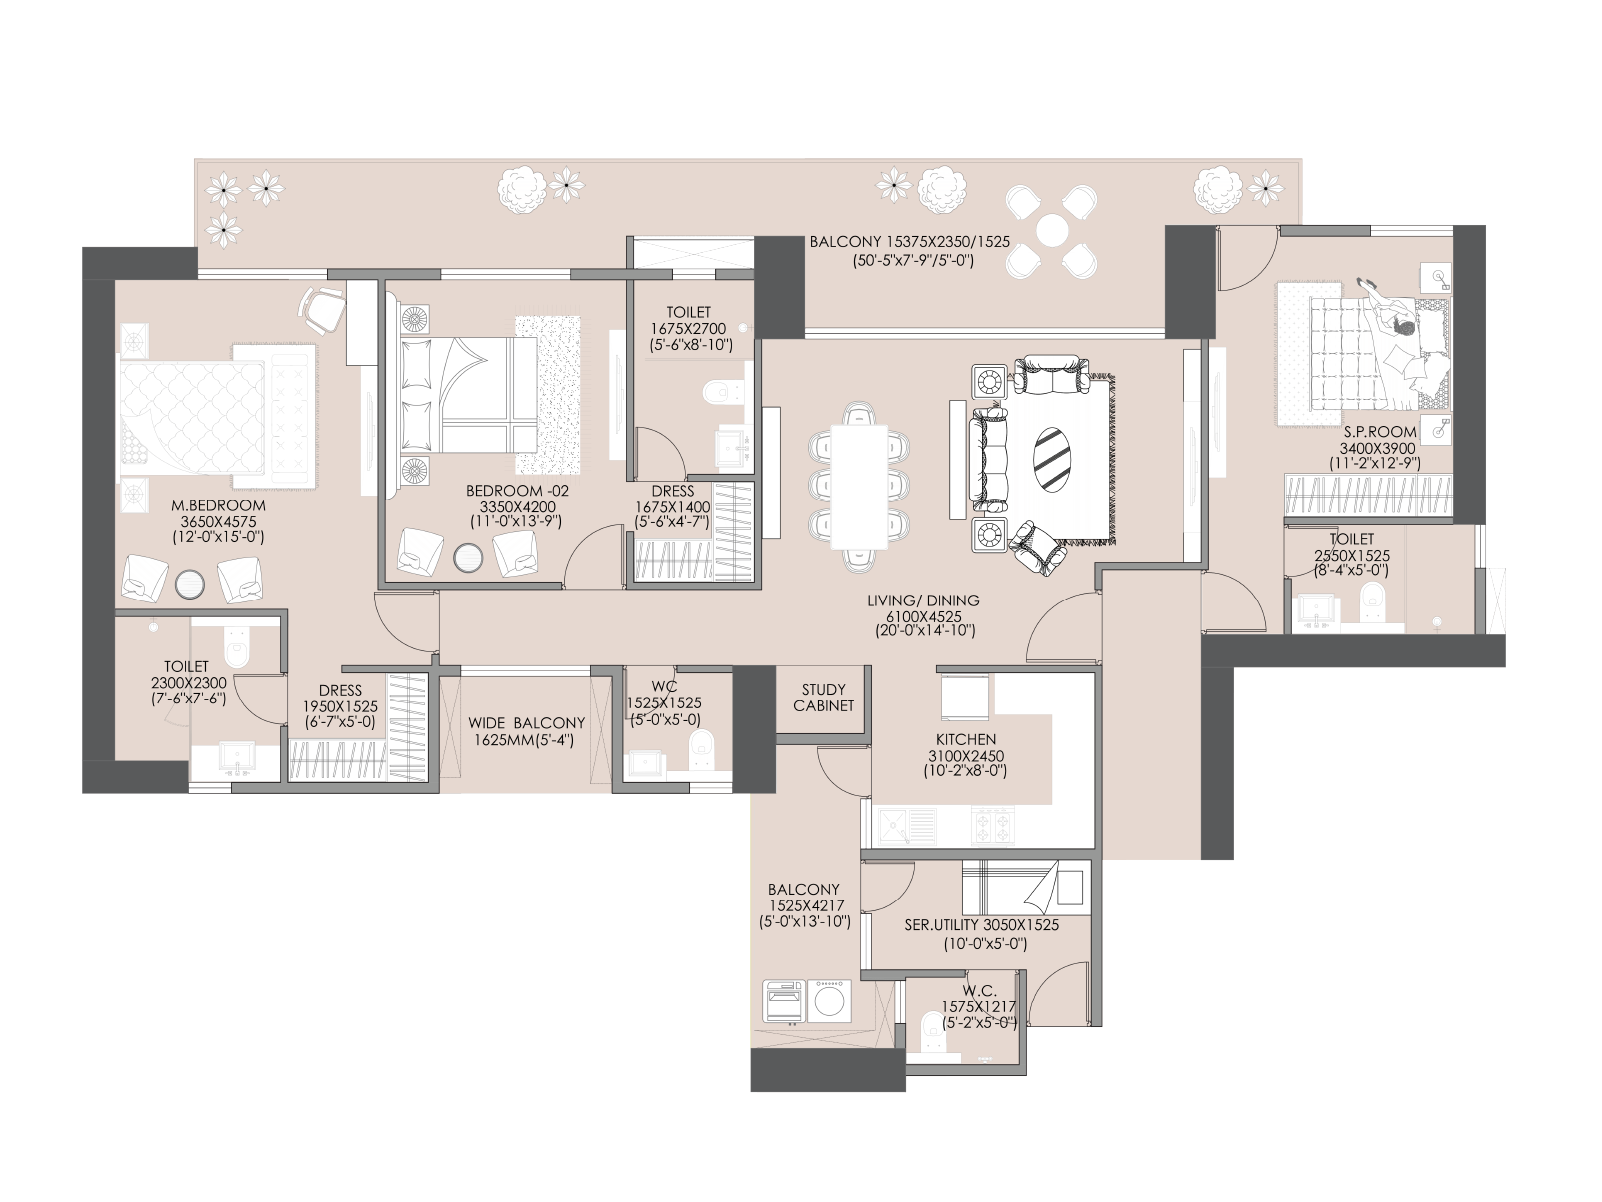 BALCONY 15375X2350/1525
(50'-5"x7'-9"/5"-0")
TOILET
1675X2700
(5'-6"x8'-10")
S.P.ROOM
3400X3900
(11'-2"x12'-9")
M.BEDROOM
3650X4575
(12'-0"x15'-0")
BEDROOM -02
3350X4200
(11'-0"x13'-9")
DRESS
1675X1400
(5'-6"x4'-7")
TOILET
2550X1525
(8'-4"x5'-0")
LIVING/ DINING
6100X4525
(20'-0"x14'-10")
TOILET
2300X2300
(7'-6"x7'-6")
DRESS
1950X1525
(6'-7"x5'-0)
WIDE BALCONY
1625MM(5'-4")
WC
1525X1525
(5'-0"x5'-0)
STUDY
CABINET
KITCHEN
3100X2450
(10'-2"x8'-0")
BALCONY
1525X4217
(5'-0"x13'-10")
SER.UTILITY 3050X1525
(10'-0"x5'-0")
W.C.
1575X1217
(5'-2"x5'-0")